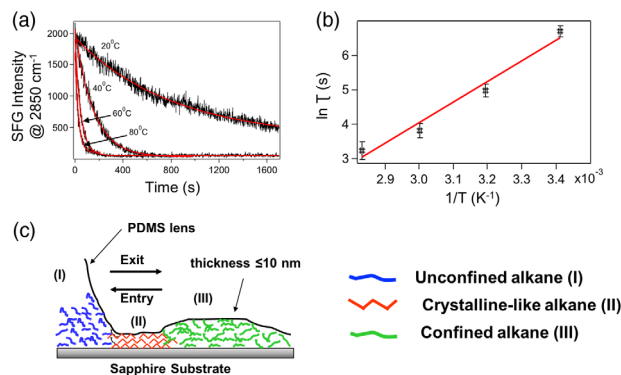 (a)
SFG Intensity
@ 2850 cm⁻¹
2000
1500
1000
500
20°C
40°C
60°C
80°C
0
400
800
1200
1600
Time (s)
(b)
ln τ (s)
6
5
4
3
2.9
3.0
3.1
3.2
3.3
3.4
x10⁻³
1/T (K⁻¹)
(c)
PDMS lens
(I)
Exit
Entry
thickness ≤10 nm
(II)
(III)
Sapphire Substrate
Unconfined alkane (I)
Crystalline-like alkane (II)
Confined alkane (III)